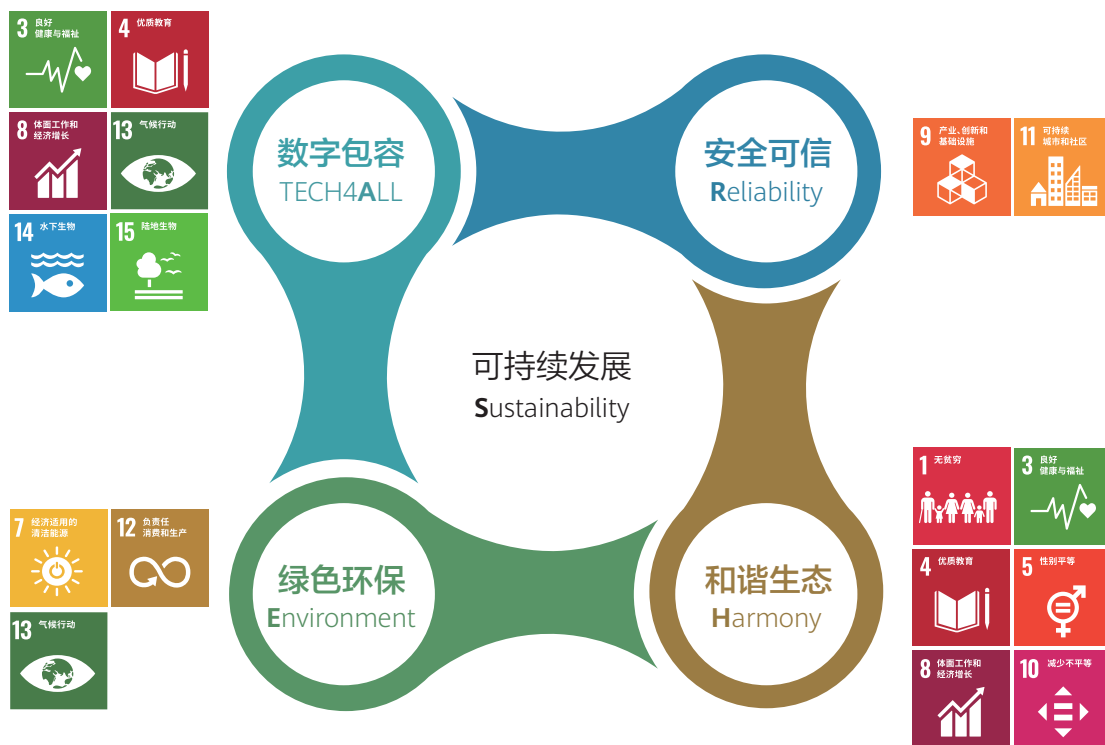 3 良好
健康与福祉
4 优质教育
8 体面工作和
经济增长
13 气候行动
14 水下生物
15 陆地生物
数字包容
TECH4ALL
安全可信
Reliability
9 产业、创新和
基础设施
11 可持续
城市和社区
可持续发展
Sustainability
7 经济适用的
清洁能源
12 负责任
消费和生产
13 气候行动
绿色环保
Environment
和谐生态
Harmony
1 无贫穷
3 良好
健康与福祉
4 优质教育
5 性别平等
8 体面工作和
经济增长
10 减少不平等